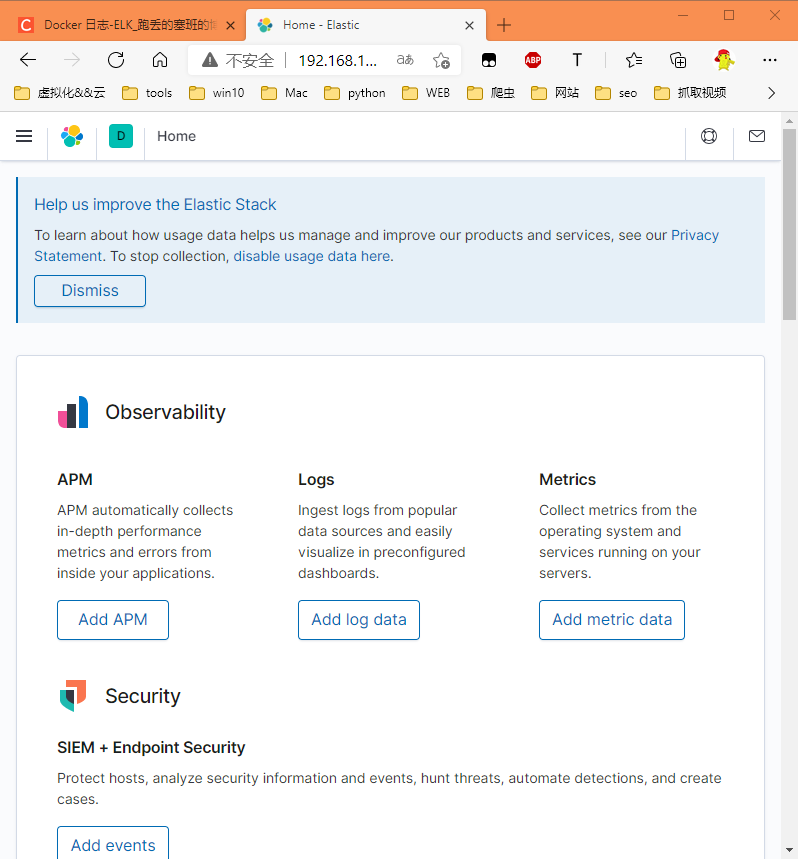 Docker 日志-ELK_跑丢的塞班的
Home - Elastic
不安全 192.168.1... aあ ABP T
虚拟化&&云 tools win10 Mac python WEB 爬虫 网站 seo 抓取视频
D Home
Help us improve the Elastic Stack
To learn about how usage data helps us manage and improve our products and services, see our Privacy
Statement. To stop collection, disable usage data here.
Dismiss
Observability
APM
APM automatically collects
in-depth performance
metrics and errors from
inside your applications.
Add APM
Logs
Ingest logs from popular
data sources and easily
visualize in preconfigured
dashboards.
Add log data
Metrics
Collect metrics from the
operating system and
services running on your
servers.
Add metric data
Security
SIEM + Endpoint Security
Protect hosts, analyze security information and events, hunt threats, automate detections, and create
cases.
Add events